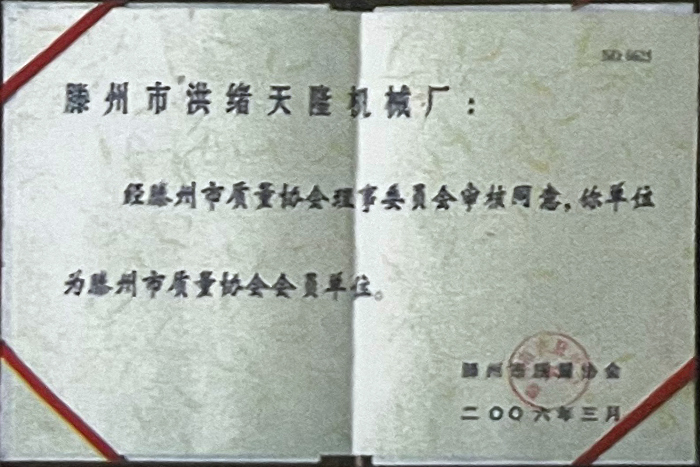 NO: 0625
滕州市洪绪天隆机械厂：
经滕州市质量协会理事委员会审核同意，你单位
为滕州市质量协会会员单位。
滕州市质量协会
二〇〇六年三月